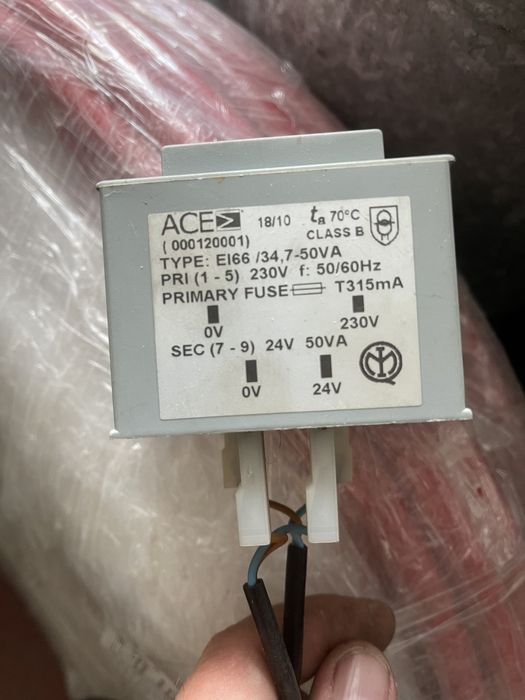 ACE 18/10 ta 70°C
(000120001) CLASS B
TYPE: EI66 /34,7-50VA
PRI (1 - 5) 230V f: 50/60Hz
PRIMARY FUSE T315mA
0V 230V
SEC (7 - 9) 24V 50VA
0V 24V